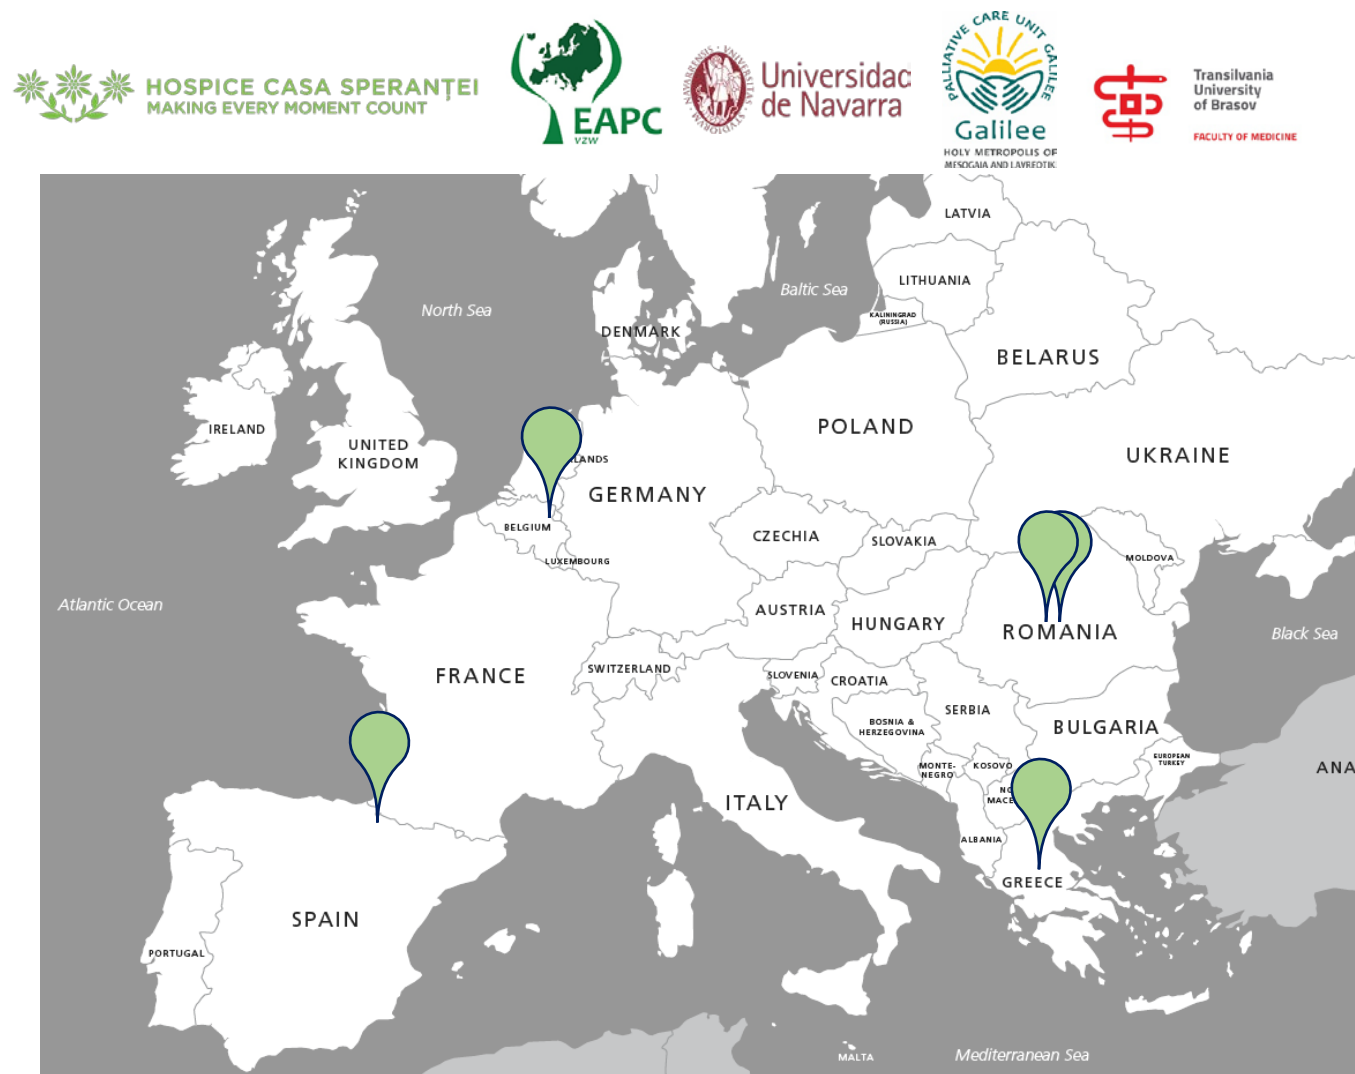 HOSPICE CASA SPERANȚEI
MAKING EVERY MOMENT COUNT
EAPC
VZW
Universidad
de Navarra
PALLIATIVE CARE UNIT GALILEE
Galilee
HOLY METROPOLIS OF
MESOGAIA AND LAVREOTIKI
Transilvania
University
of Brasov
FACULTY OF MEDICINE
LATVIA
LITHUANIA
Baltic Sea
KALININGRAD
(RUSSIA)
North Sea
DENMARK
BELARUS
IRELAND
UNITED
KINGDOM
POLAND
UKRAINE
LANDS
GERMANY
BELGIUM
CZECHIA
SLOVAKIA
MOLDOVA
LUXEMBOURG
Atlantic Ocean
AUSTRIA
HUNGARY
ROMANIA
Black Sea
FRANCE
SWITZERLAND
SLOVENIA
CROATIA
SERBIA
BOSNIA &
HERZEGOVINA
BULGARIA
EUROPEAN
TURKEY
MONTE-
NEGRO
KOSOVO
ANA
NO
MACE
ITALY
ALBANIA
GREECE
SPAIN
PORTUGAL
MALTA
Mediterranean Sea